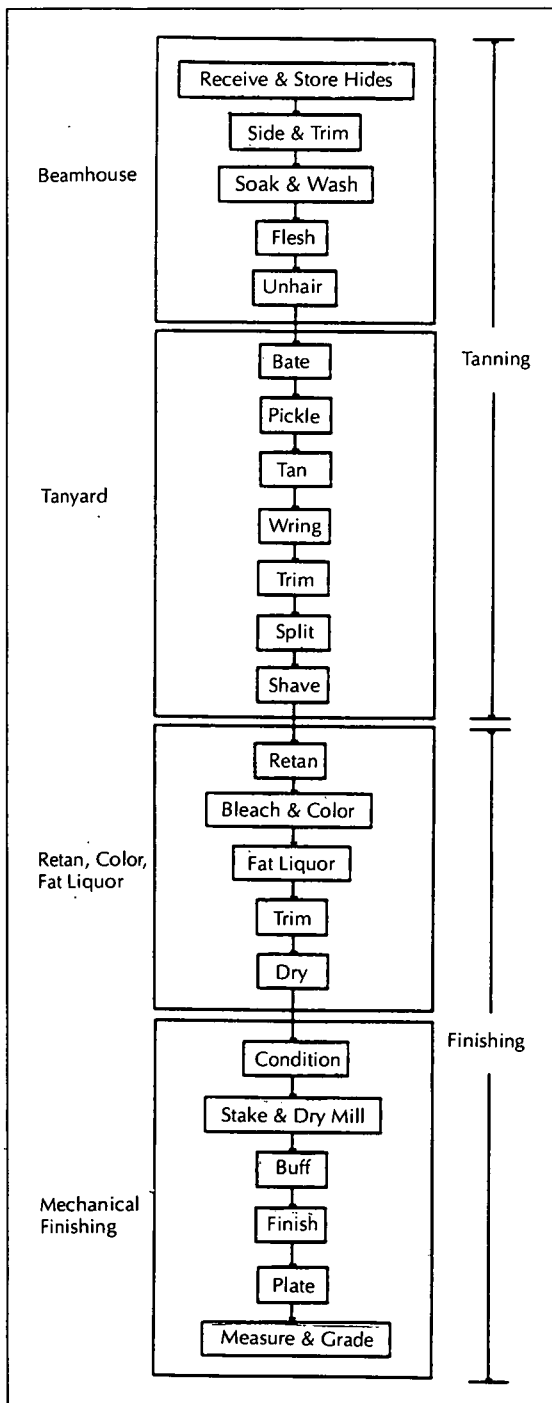 Receive & Store Hides
Side & Trim
Beamhouse
Soak & Wash
Flesh
Unhair
Tanning
Bate
Pickle
Tan
Tanyard
Wring
Trim
Split
Shave
Retan
Bleach & Color
Retan, Color,
Fat Liquor
Fat Liquor
Trim
Dry
Finishing
Condition
Stake & Dry Mill
Buff
Mechanical
Finishing
Finish
Plate
Measure & Grade